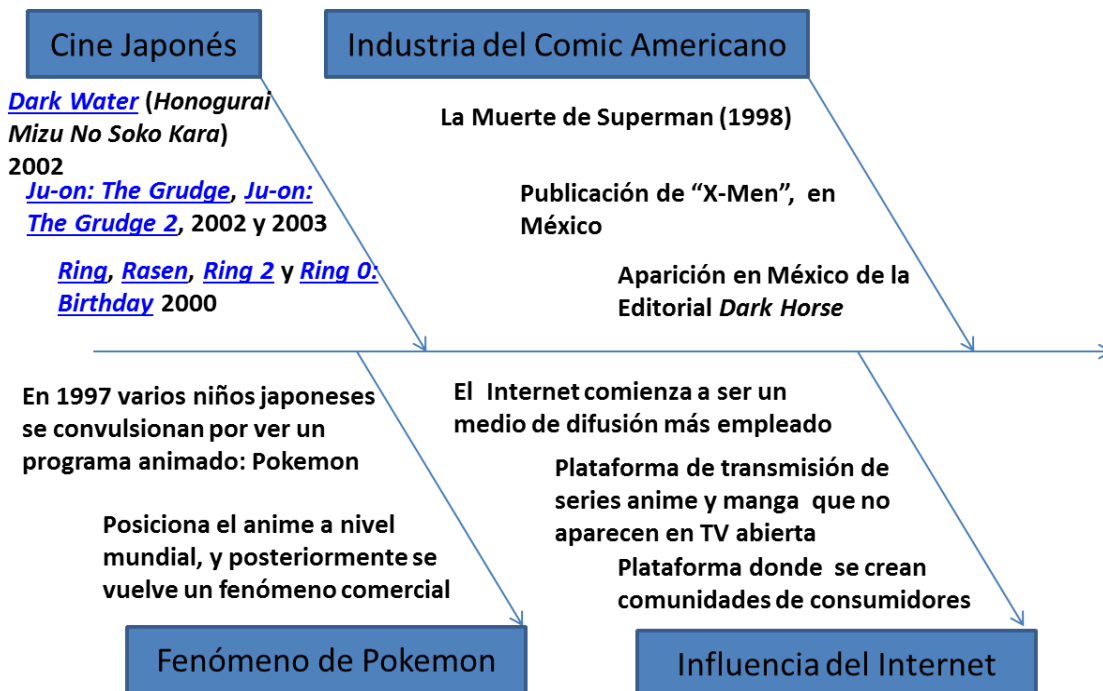 Cine Japonés
Dark Water (Honogurai
Mizu No Soko Kara)
2002
Ju-on: The Grudge, Ju-on:
The Grudge 2, 2002 y 2003
Ring, Rasen, Ring 2 y Ring 0:
Birthday 2000
Industria del Comic Americano
La Muerte de Superman (1998)
Publicación de “X-Men”, en
México
Aparición en México de la
Editorial Dark Horse
En 1997 varios niños japoneses
se convulsionan por ver un
programa animado: Pokemon
Posiciona el anime a nivel
mundial, y posteriormente se
vuelve un fenómeno comercial
Fenómeno de Pokemon
El Internet comienza a ser un
medio de difusión más empleado
Plataforma de transmisión de
series anime y manga que no
aparecen en TV abierta
Plataforma donde se crean
comunidades de consumidores
Influencia del Internet